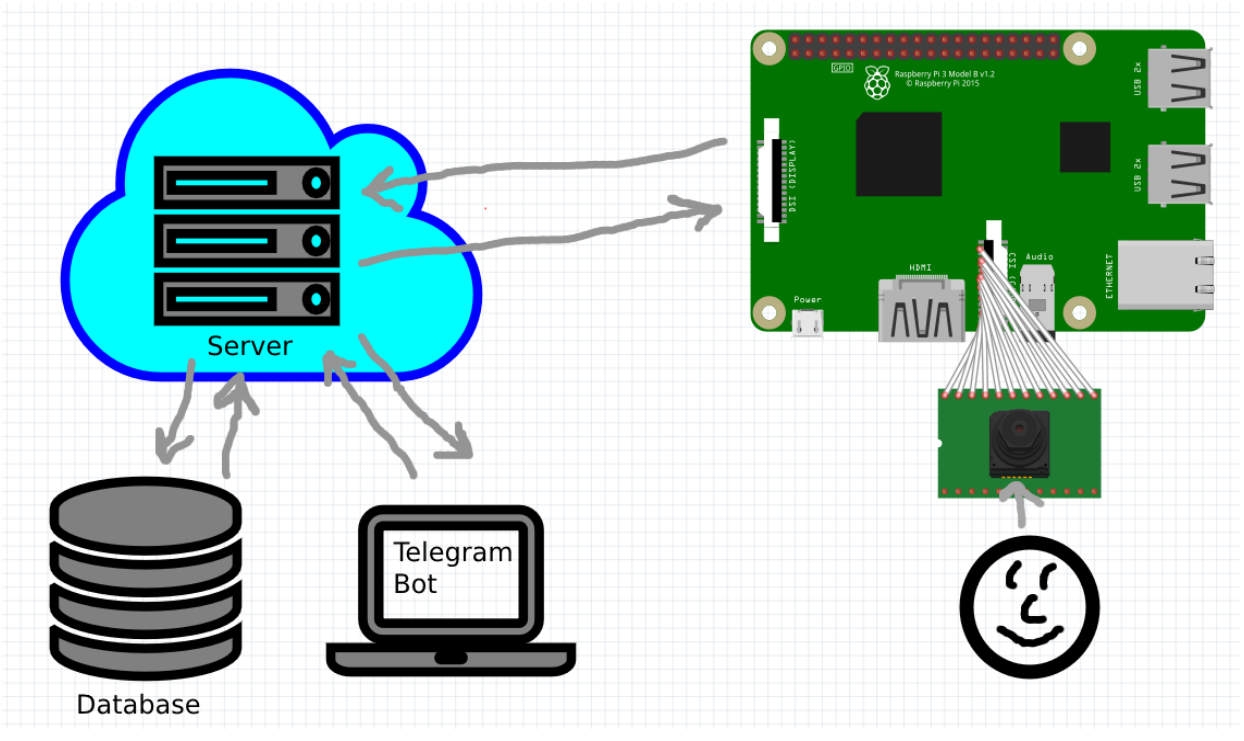 GPIO
Raspberry Pi 3 Model B v1.2
© Raspberry Pi 2015
USB 2x
DSI (DISPLAY)
USB 2x
Server
HDMI
CSI (
Audio
ETHERNET
Power
Telegram
Bot
Database